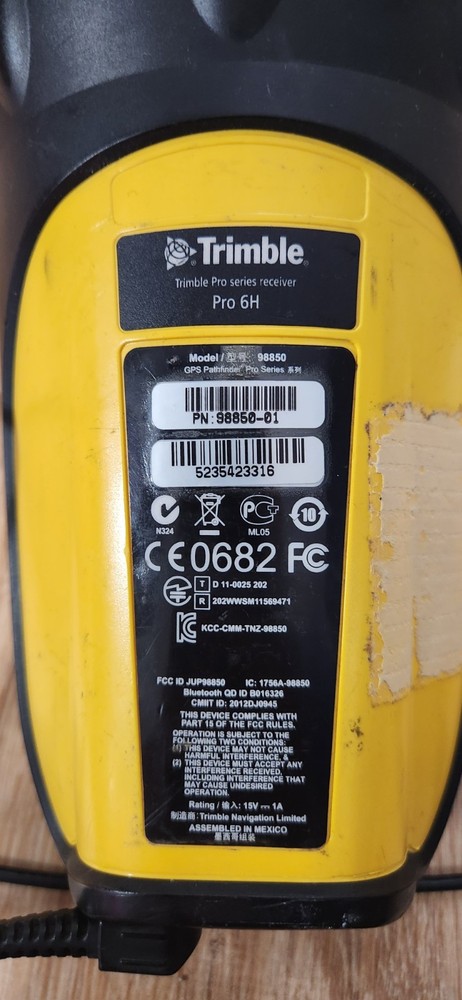 Trimble
Trimble Pro series receiver
Pro 6H
Model / 型号: 98850
GPS Pathfinder Pro Series 系列
PN:98850-01
5235423316
N324
ML05
10
CE0682 FC
T D 11-0025 202
R 202WWSM11569471
KCC-CMM-TNZ-98850
FCC ID JUP98850 IC: 1756A-98850
Bluetooth QD ID B016326
CMIIT ID: 2012DJ0945
THIS DEVICE COMPLIES WITH
PART 15 OF THE FCC RULES.
OPERATION IS SUBJECT TO THE
FOLLOWING TWO CONDITIONS:
(1) THIS DEVICE MAY NOT CAUSE
HARMFUL INTERFERENCE, &
(2) THIS DEVICE MUST ACCEPT ANY
INTERFERENCE RECEIVED,
INCLUDING INTERFERENCE THAT
MAY CAUSE UNDESIRED
OPERATION.
Rating / 输入: 15V ⎓ 1A
制造商: Trimble Navigation Limited
ASSEMBLED IN MEXICO
墨西哥组装